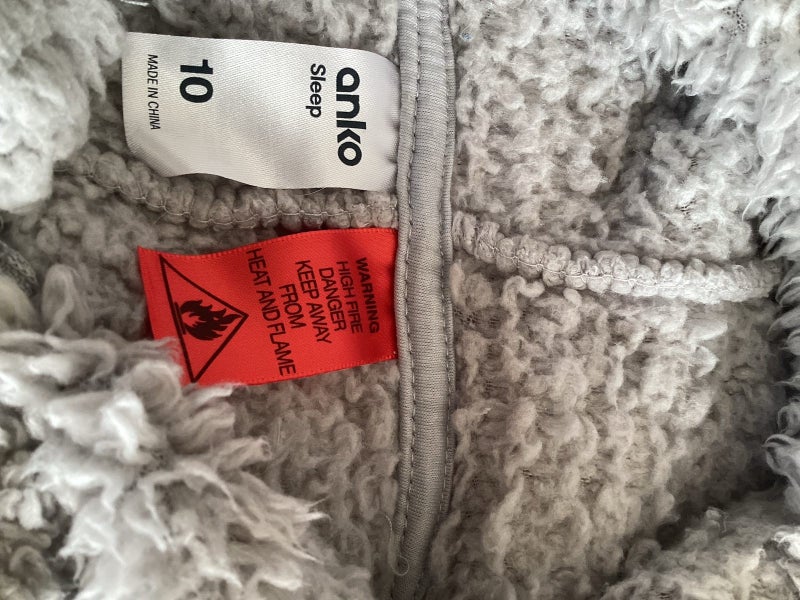 anko
Sleep
10
MADE IN CHINA
WARNING
HIGH FIRE
DANGER
KEEP AWAY
FROM
HEAT AND FLAME